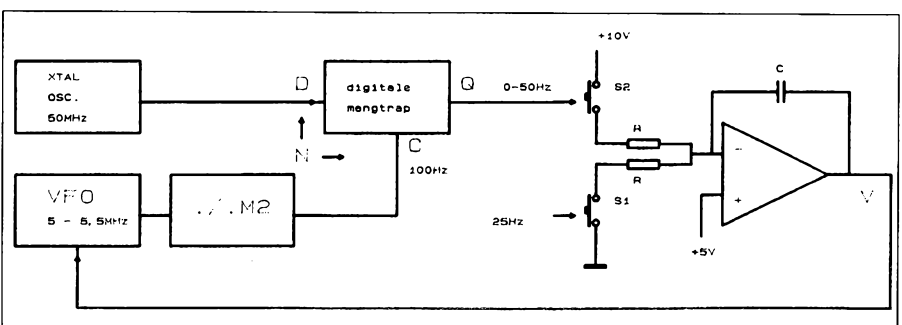 XTAL
OSC.
50MHz
D
digitale
mengtrap
Q
0-50Hz
+10V
S2
C
N
C
100Hz
R
R
-
+
V
VFO
5 - 5,5MHz
./.M2
25Hz
S1
+5V